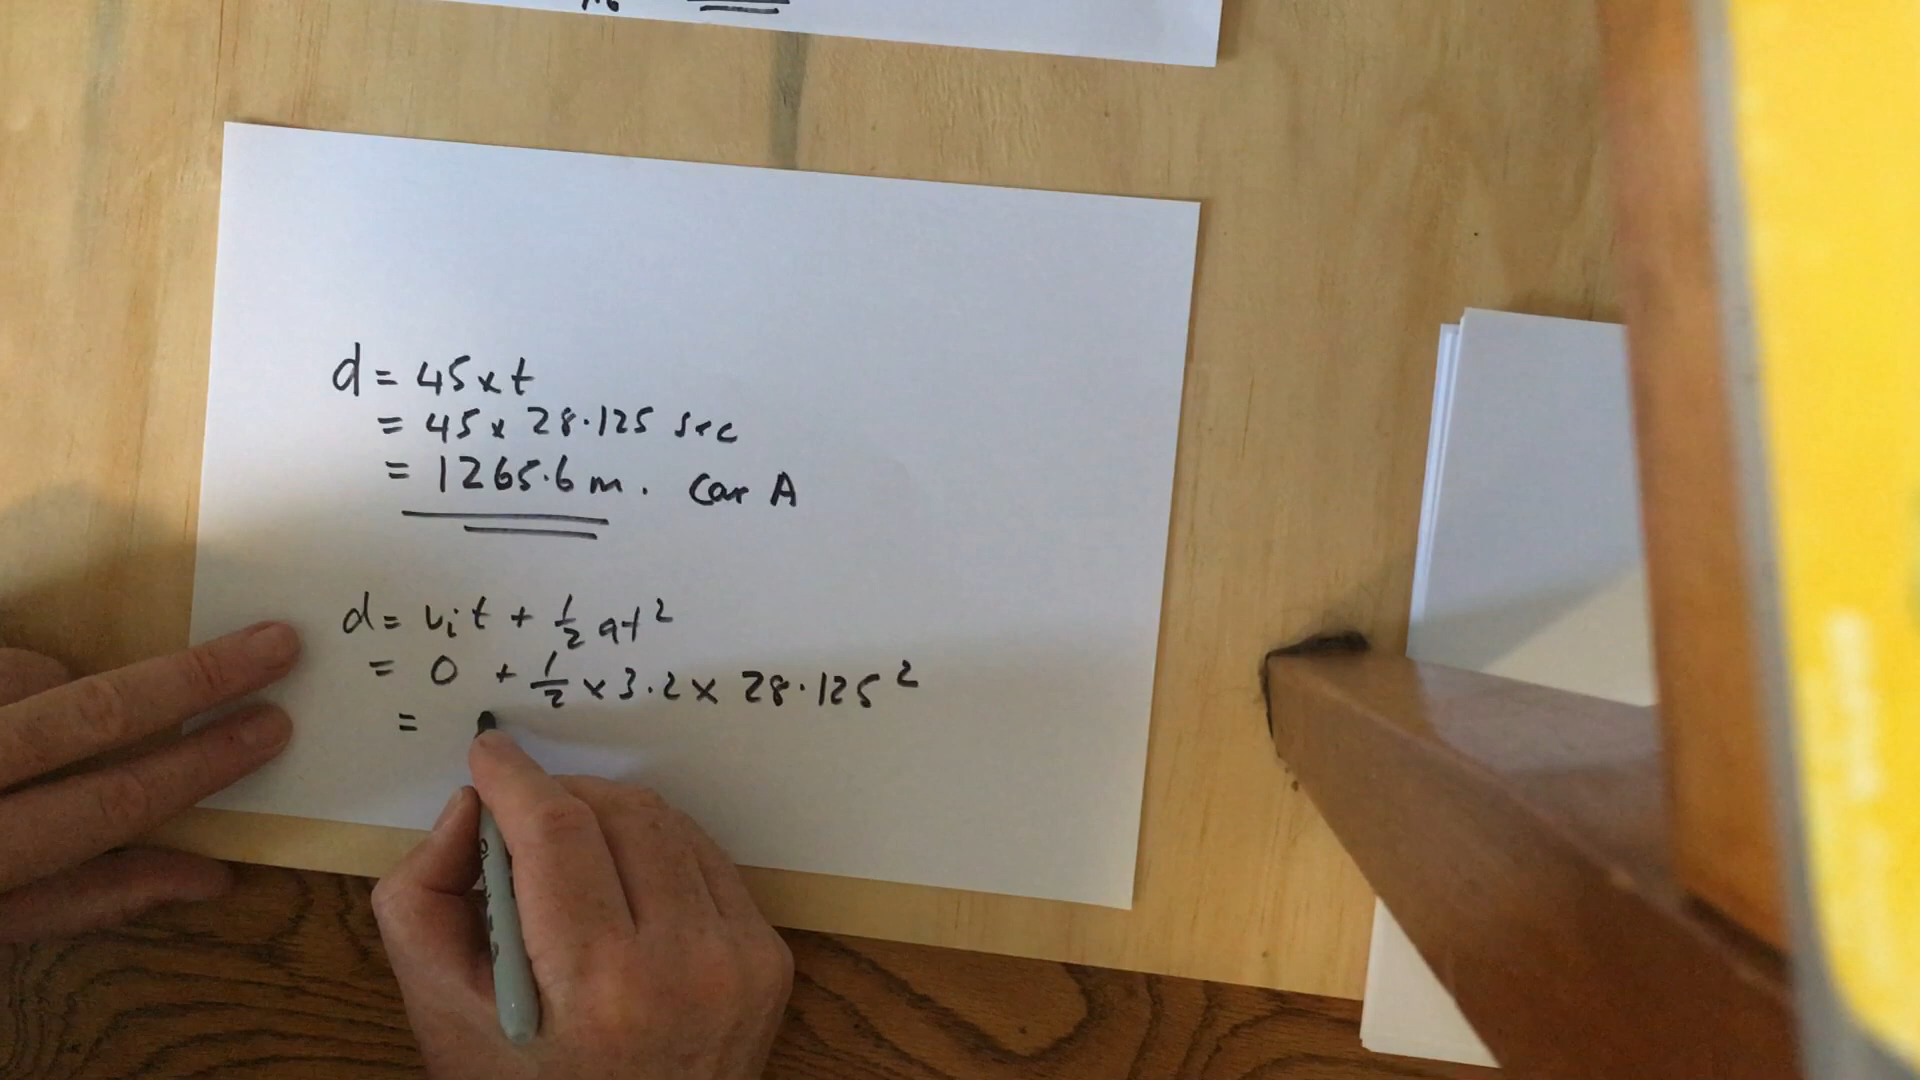 d = 45 x t
= 45 x 28.125 sec
= 1265.6 m. Car A
d = vit + 1/2 at²
= 0 + 1/2 x 3.2 x 28.125²
=